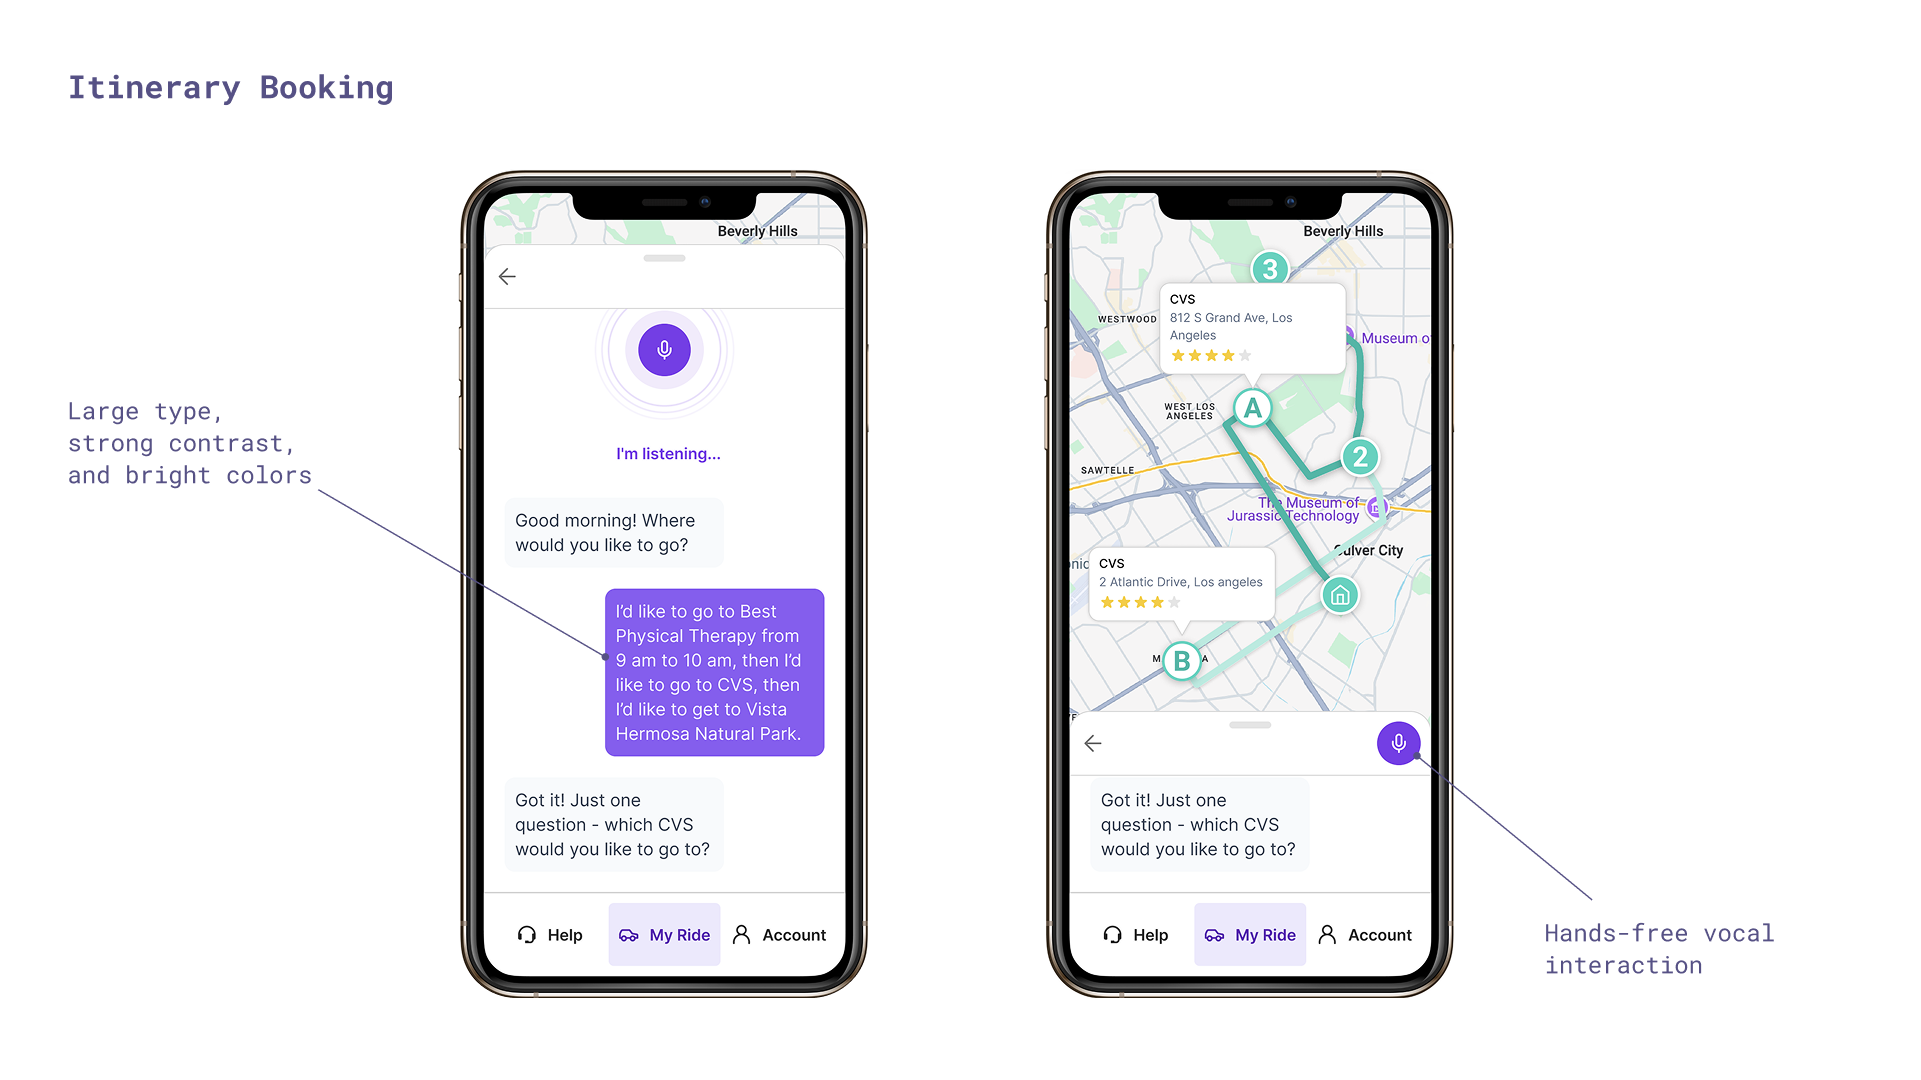 Itinerary Booking
Large type,
strong contrast,
and bright colors
Beverly Hills
I'm listening...
Good morning! Where
would you like to go?
I'd like to go to Best
Physical Therapy from
9 am to 10 am, then I'd
like to go to CVS, then
I'd like to get to Vista
Hermosa Natural Park.
Got it! Just one
question - which CVS
would you like to go to?
Help
My Ride
Account
Beverly Hills
3
CVS
812 S Grand Ave, Los
Angeles
WESTWOOD
Museum o
A
WEST LOS
ANGELES
2
SAWTELLE
The Museum of
Jurassic Technology
Culver City
CVS
2 Atlantic Drive, Los angeles
B
Got it! Just one
question - which CVS
would you like to go to?
Help
My Ride
Account
Hands-free vocal
interaction